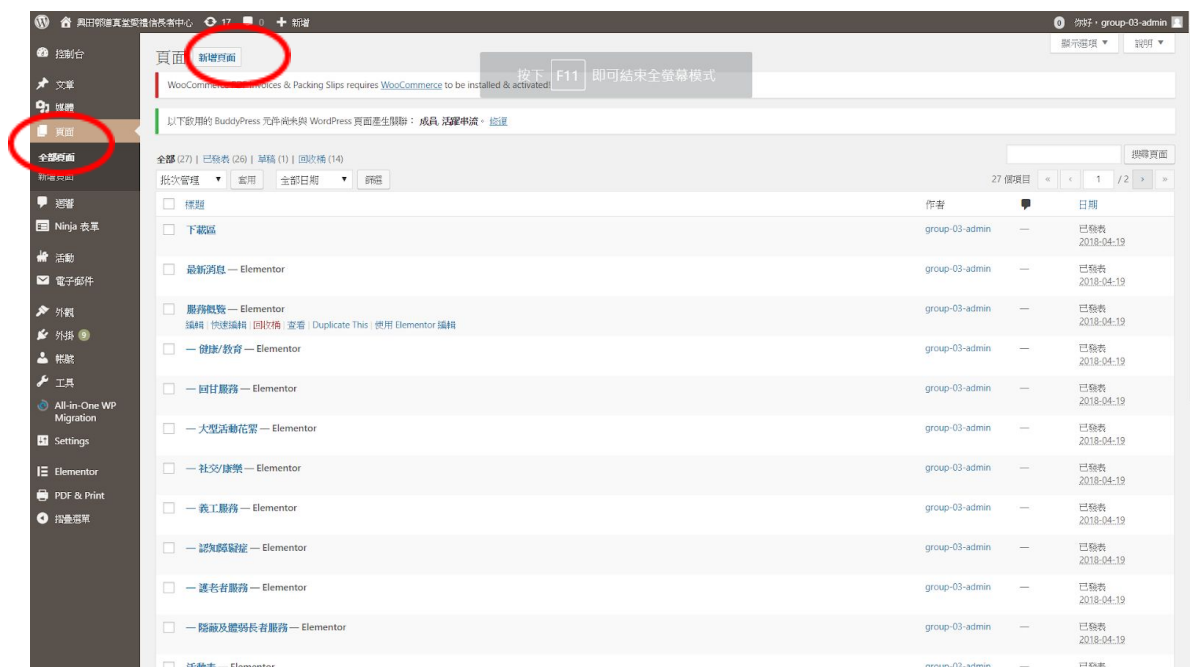 興田邨鄰里真堂愛禮信長者中心 17 0 + 新增 0 你好，group-03-admin
控制台
文章
媒體
頁面
全部頁面
新增頁面
迴響
Ninja 表單
活動
電子郵件
外觀
外掛 9
帳號
工具
All-in-One WP
Migration
Settings
Elementor
PDF & Print
摺疊選單
顯示選項 ▼ 說明 ▼
頁面 新增頁面
按下 F11 即可結束全螢幕模式
WooCommerce & Packing Slips requires WooCommerce to be installed & activated!
以下啟用的 BuddyPress 元件尚未與 WordPress 頁面產生關聯： 成員, 活躍串流。 修復
全部 (27) | 已發表 (26) | 草稿 (1) | 回收桶 (14)
搜尋頁面
批次管理 ▼ 套用 全部日期 ▼ 篩選 27 個項目 « ‹ 1 / 2 › »
標題 作者 日期
下載區 group-03-admin — 已發表
2018-04-19
最新消息 — Elementor group-03-admin — 已發表
2018-04-19
服務概覽 — Elementor group-03-admin — 已發表
2018-04-19
編輯 | 快速編輯 | 回收桶 | 查看 | Duplicate This | 使用 Elementor 編輯
— 健康/教育 — Elementor group-03-admin — 已發表
2018-04-19
— 回甘服務 — Elementor group-03-admin — 已發表
2018-04-19
— 大型活動花絮 — Elementor group-03-admin — 已發表
2018-04-19
— 社交/康樂 — Elementor group-03-admin — 已發表
2018-04-19
— 義工服務 — Elementor group-03-admin — 已發表
2018-04-19
— 認知障礙症 — Elementor group-03-admin — 已發表
2018-04-19
— 護老者服務 — Elementor group-03-admin — 已發表
2018-04-19
— 隱蔽及體弱長者服務 — Elementor group-03-admin — 已發表
2018-04-19
活動表 — Elementor group-03-admin — 已發表